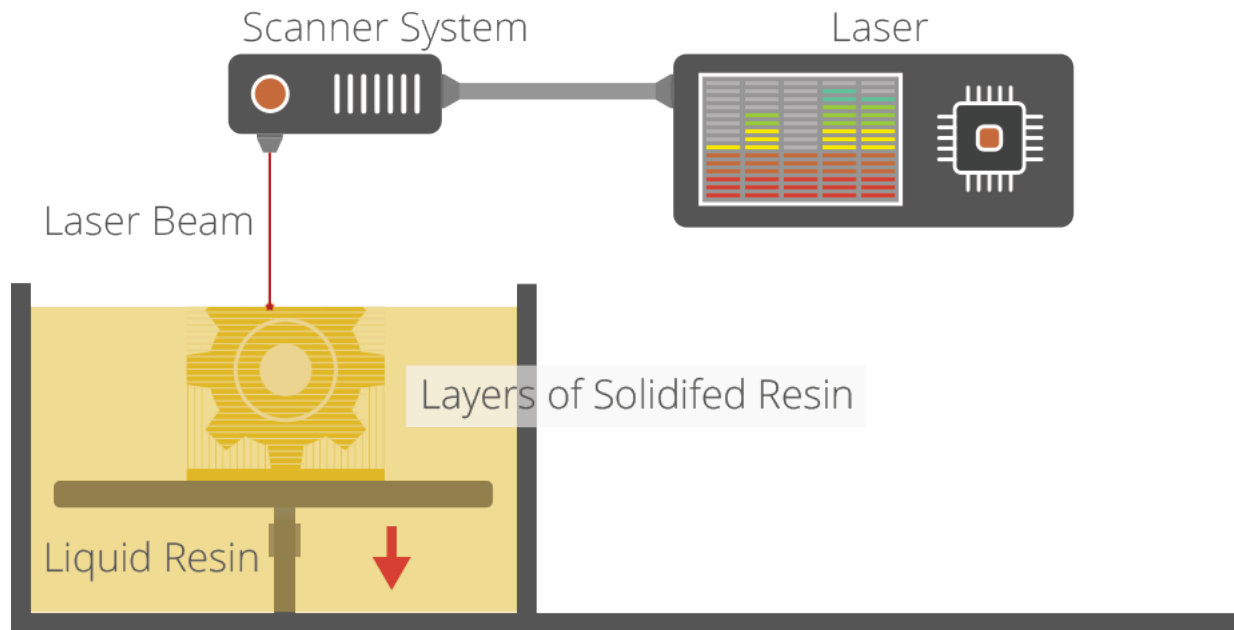 Scanner System
Laser
Laser Beam
Layers of Solidifed Resin
Liquid Resin